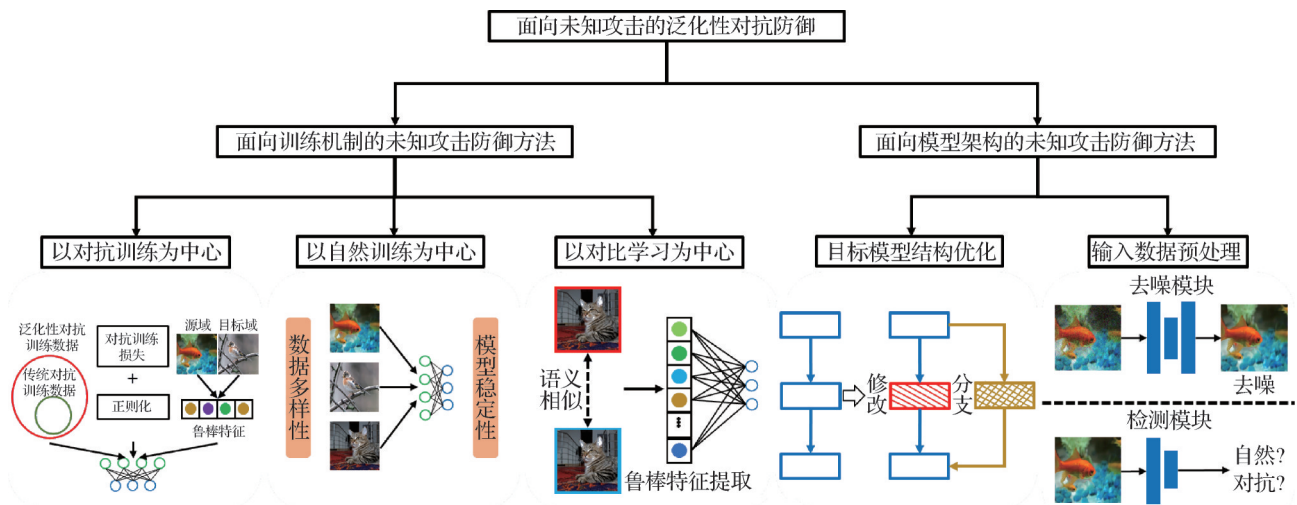 面向未知攻击的泛化性对抗防御
面向训练机制的未知攻击防御方法
面向模型架构的未知攻击防御方法
以对抗训练为中心
以自然训练为中心
以对比学习为中心
目标模型结构优化
输入数据预处理
泛化性对抗
训练数据
传统对抗
训练数据
对抗训练
损失
+
正则化
源域
目标域
鲁棒特征
数据多样性
模型稳定性
语义
相似
鲁棒特征提取
修改
分支
去噪模块
去噪
检测模块
自然?
对抗?